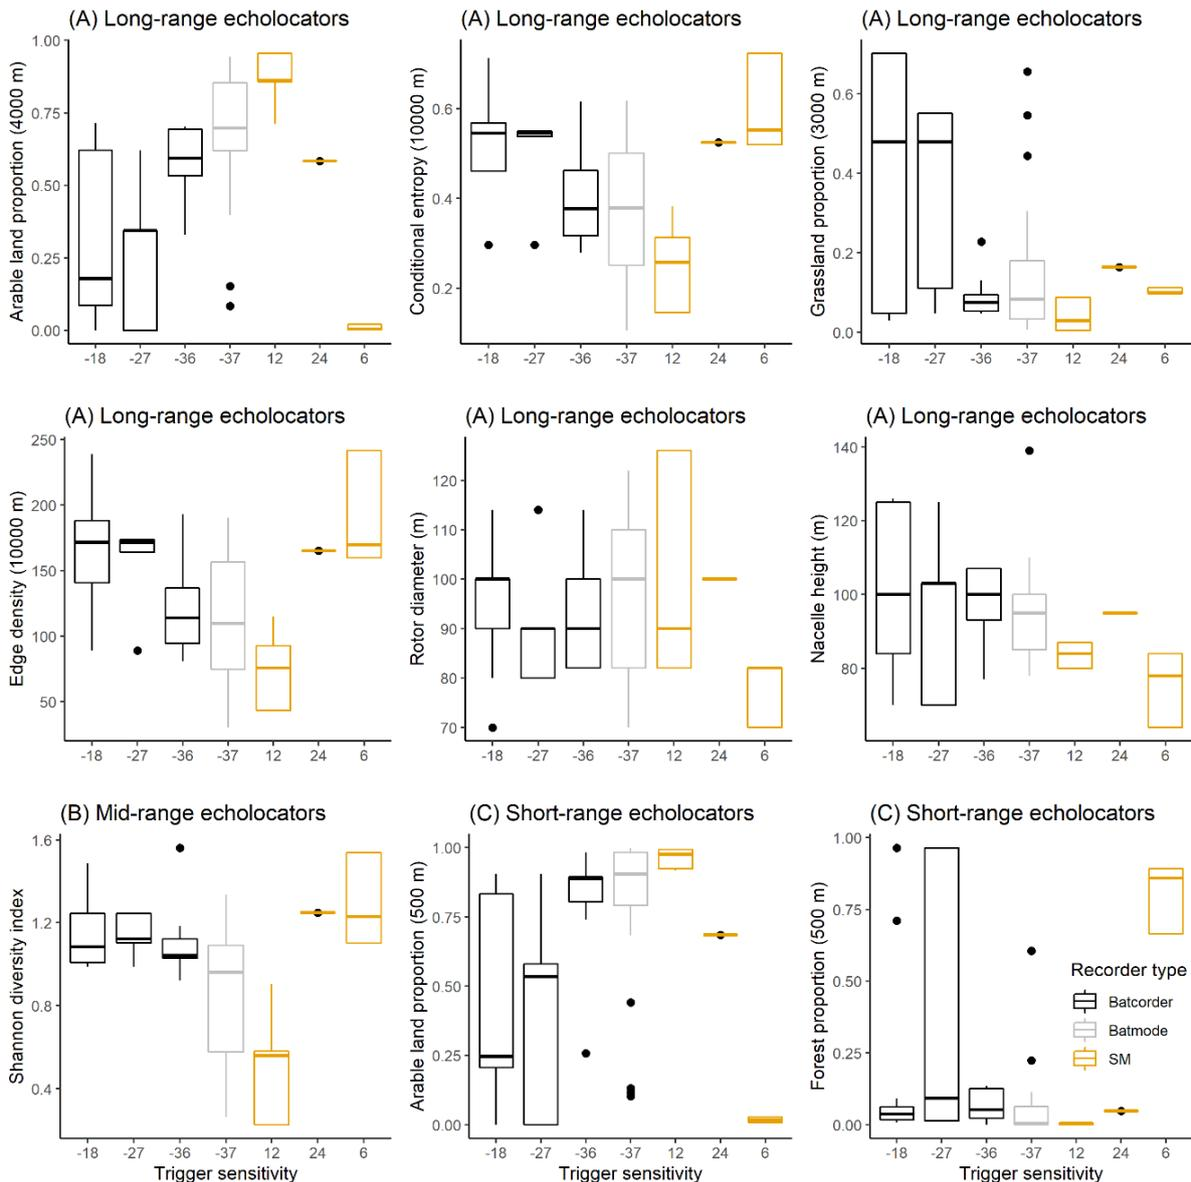 (A) Long-range echolocators
Arable land proportion (4000 m)
1.00
0.75
0.50
0.25
0.00
-18 -27 -36 -37 12 24 6
(A) Long-range echolocators
Conditional entropy (10000 m)
0.6
0.4
0.2
-18 -27 -36 -37 12 24 6
(A) Long-range echolocators
Grassland proportion (3000 m)
0.6
0.4
0.2
0.0
-18 -27 -36 -37 12 24 6
(A) Long-range echolocators
Edge density (10000 m)
250
200
150
100
50
-18 -27 -36 -37 12 24 6
(A) Long-range echolocators
Rotor diameter (m)
120
110
100
90
80
70
-18 -27 -36 -37 12 24 6
(A) Long-range echolocators
Nacelle height (m)
140
120
100
80
-18 -27 -36 -37 12 24 6
(B) Mid-range echolocators
Shannon diversity index
1.6
1.2
0.8
0.4
-18 -27 -36 -37 12 24 6
Trigger sensitivity
(C) Short-range echolocators
Arable land proportion (500 m)
1.00
0.75
0.50
0.25
0.00
-18 -27 -36 -37 12 24 6
Trigger sensitivity
(C) Short-range echolocators
Forest proportion (500 m)
1.00
0.75
0.50
0.25
0.00
-18 -27 -36 -37 12 24 6
Trigger sensitivity
Recorder type
Batcorder
Batmode
SM